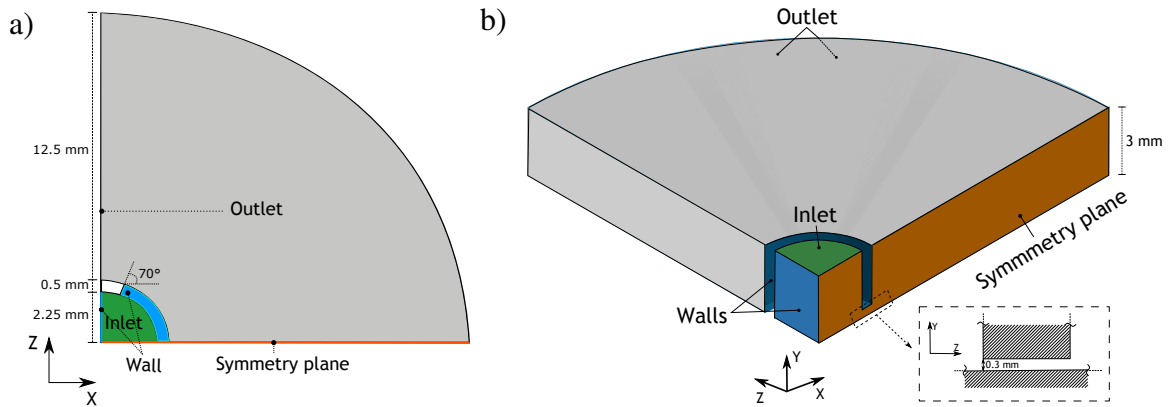 a)
12.5 mm
Outlet
70°
0.5 mm
2.25 mm
Inlet
Z
Wall
Symmetry plane
X
b)
Outlet
3 mm
Inlet
Symmmetry plane
Walls
Y
Z
X
Y
Z
0.3 mm